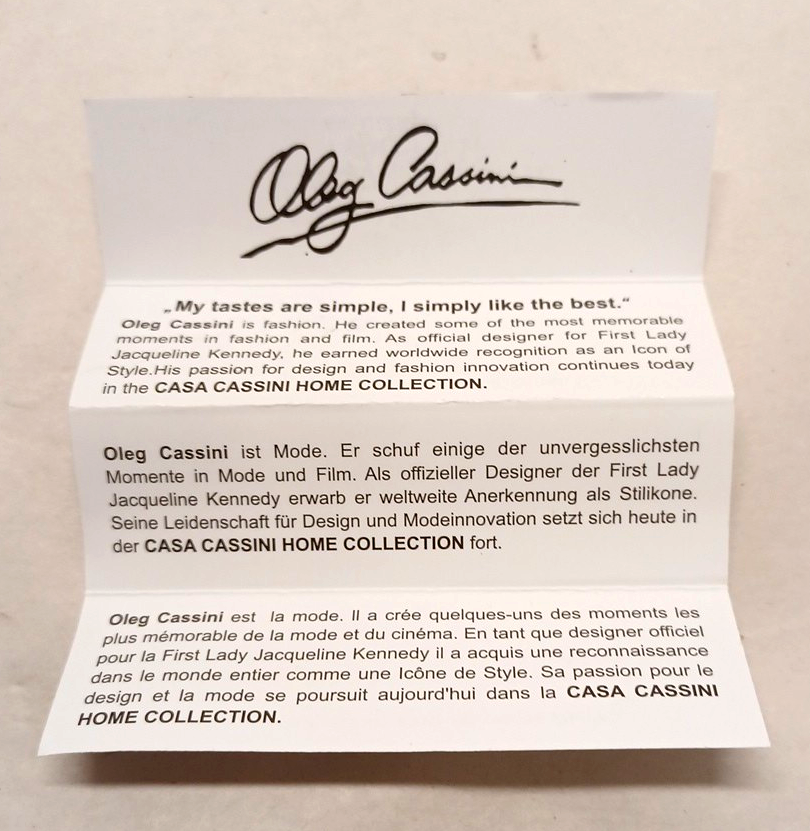 Oleg Cassini
„My tastes are simple, I simply like the best.“
Oleg Cassini is fashion. He created some of the most memorable
moments in fashion and film. As official designer for First Lady
Jacqueline Kennedy, he earned worldwide recognition as an Icon of
Style.His passion for design and fashion innovation continues today
in the CASA CASSINI HOME COLLECTION.
Oleg Cassini ist Mode. Er schuf einige der unvergesslichsten
Momente in Mode und Film. Als offizieller Designer der First Lady
Jacqueline Kennedy erwarb er weltweite Anerkennung als Stilikone.
Seine Leidenschaft für Design und Modeinnovation setzt sich heute in
der CASA CASSINI HOME COLLECTION fort.
Oleg Cassini est la mode. Il a crée quelques-uns des moments les
plus mémorable de la mode et du cinéma. En tant que designer officiel
pour la First Lady Jacqueline Kennedy il a acquis une reconnaissance
dans le monde entier comme une Icône de Style. Sa passion pour le
design et la mode se poursuit aujourd'hui dans la CASA CASSINI
HOME COLLECTION.